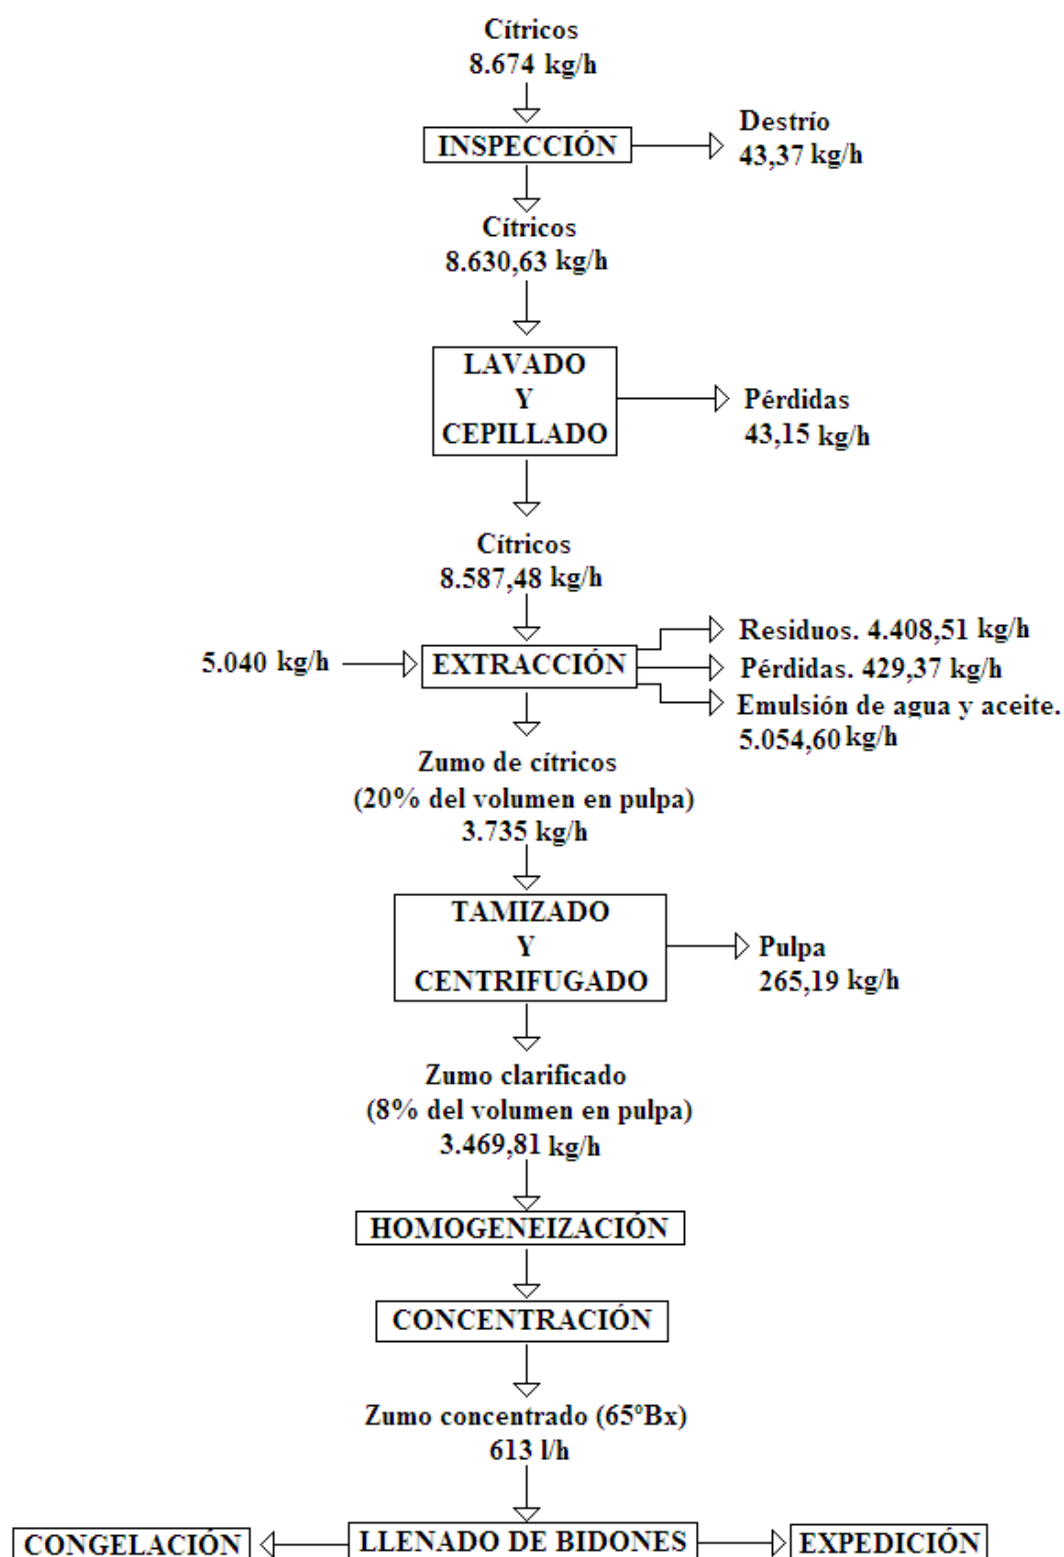 Cítricos
8.674 kg/h
INSPECCIÓN
Destrío
43,37 kg/h
Cítricos
8.630,63 kg/h
LAVADO
Y
CEPILLADO
Pérdidas
43,15 kg/h
Cítricos
8.587,48 kg/h
5.040 kg/h
EXTRACCIÓN
Residuos. 4.408,51 kg/h
Pérdidas. 429,37 kg/h
Emulsión de agua y aceite.
5.054,60 kg/h
Zumo de cítricos
(20% del volumen en pulpa)
3.735 kg/h
TAMIZADO
Y
CENTRIFUGADO
Pulpa
265,19 kg/h
Zumo clarificado
(8% del volumen en pulpa)
3.469,81 kg/h
HOMOGENEIZACIÓN
CONCENTRACIÓN
Zumo concentrado (65ºBx)
613 l/h
CONGELACIÓN
LLENADO DE BIDONES
EXPEDICIÓN